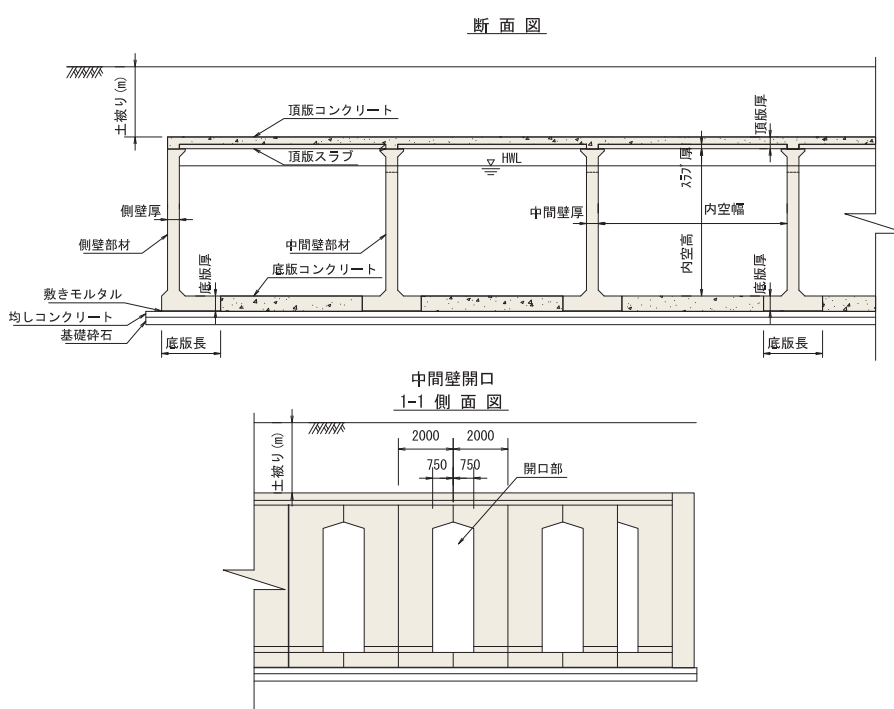 断面図
土被り(m)
頂版コンクリート
頂版厚
頂版スラブ
HWL
スラブ厚
側壁厚
中間壁厚
内空幅
側壁部材
中間壁部材
内空高
底版厚
底版コンクリート
底版厚
敷きモルタル
均しコンクリート
基礎砕石
底版長
底版長
中間壁開口
1-1 側面図
土被り(m)
2000
2000
750
750
開口部